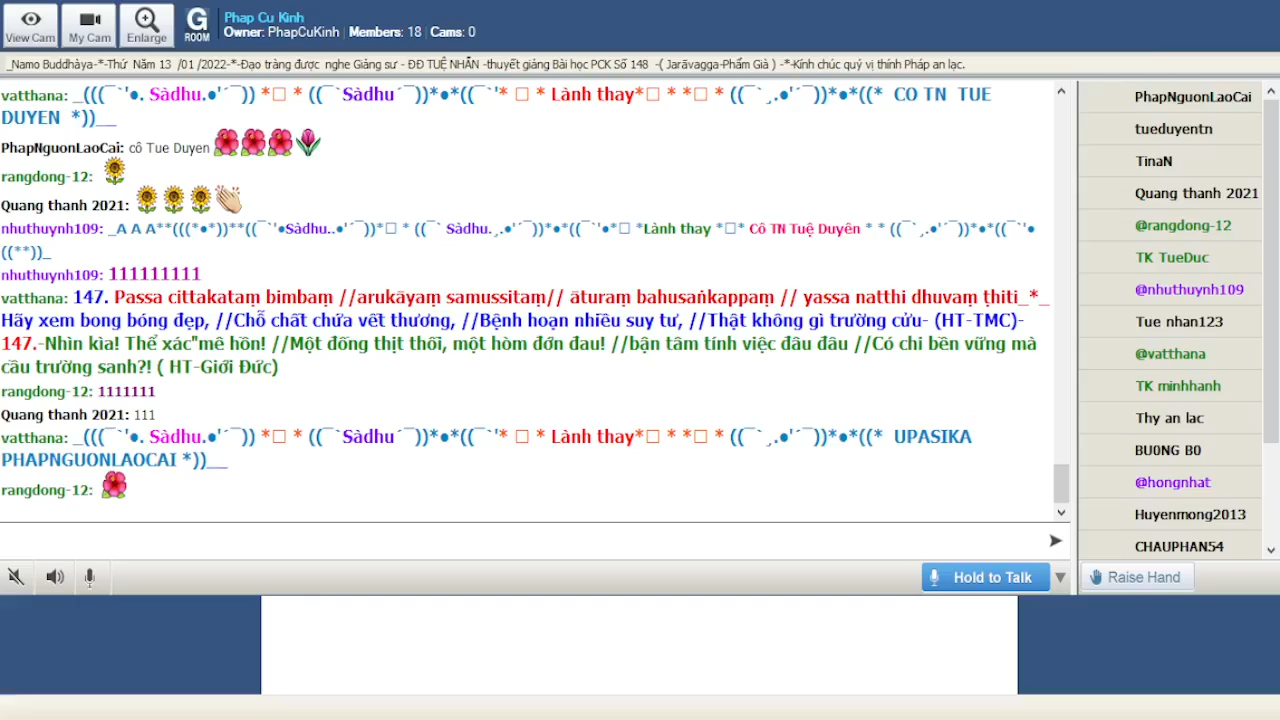 View Cam
My Cam
Enlarge
G
ROOM
Phap Cu Kinh
Owner: PhapCuKinh | Members: 18 | Cams: 0
_Namo Buddhàya-*-Thứ Năm 13 /01 /2022-*-Đạo tràng được nghe Giảng sư - ĐĐ TUỆ NHẪN -thuyết giảng Bài học PCK Số 148 -( Jarāvagga-Phẩm Già ) -*-Kính chúc quý vị thính Pháp an lạc.
vatthana: _(((¯`'●. Sàdhu.●'´¯)) *□ * ((¯`Sàdhu´¯))*●*((¯`'* □ * Lành thay*□ * *□ * ((¯`¸.●'´¯))*●*((* CO TN TUE
DUYEN *))__
PhapNguonLaoCai: cô Tue Duyen 🌺🌺🌺🌷
rangdong-12: 🌻
Quang thanh 2021: 🌻🌻🌻👏
nhuthuynh109: _A A A**(((*●*))**((¯`'●Sàdhu..●'´¯))*□ * ((¯` Sàdhu.¸.●'´¯))*●*((¯`'●*□ *Lành thay *□* Cô TN Tuệ Duyên * * ((¯`¸.●'´¯))*●*((¯`'●
((**))_
nhuthuynh109: 111111111
vatthana: 147. Passa cittakataṃ bimbaṃ //arukāyaṃ samussitaṃ// āturaṃ bahusaṅkappaṃ // yassa natthi dhuvaṃ ṭhiti_*_
Hãy xem bong bóng đẹp, //Chỗ chất chứa vết thương, //Bệnh hoạn nhiều suy tư, //Thật không gì trường cửu- (HT-TMC)-
147.-Nhìn kìa! Thể xác"mê hồn! //Một đống thịt thối, một hòm đớn đau! //bận tâm tính việc đâu đâu //Có chi bền vững mà
cầu trường sanh?! ( HT-Giới Đức)
rangdong-12: 1111111
Quang thanh 2021: 111
vatthana: _(((¯`'●. Sàdhu.●'´¯)) *□ * ((¯`Sàdhu´¯))*●*((¯`'* □ * Lành thay*□ * *□ * ((¯`¸.●'´¯))*●*((* UPASIKA
PHAPNGUONLAOCAI *))__
rangdong-12: 🌺
Hold to Talk
PhapNguonLaoCai
tueduyentn
TinaN
Quang thanh 2021
@rangdong-12
TK TueDuc
@nhuthuynh109
Tue nhan123
@vatthana
TK minhhanh
Thy an lac
BU0NG B0
@hongnhat
Huyenmong2013
CHAUPHAN54
Raise Hand